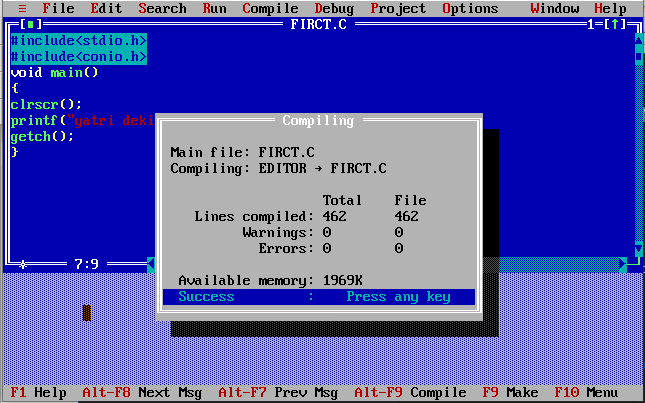 ≡ File Edit Search Run Compile Debug Project Options Window Help
[■] FIRCT.C 1=[↑]
#include<stdio.h>
#include<conio.h>
void main()
{
clrscr();
printf("yatri deki
getch();
}
Compiling
Main file: FIRCT.C
Compiling: EDITOR → FIRCT.C
Total File
Lines compiled: 462 462
Warnings: 0 0
Errors: 0 0
Available memory: 1969K
Success : Press any key
7:9
F1 Help Alt-F8 Next Msg Alt-F7 Prev Msg Alt-F9 Compile F9 Make F10 Menu